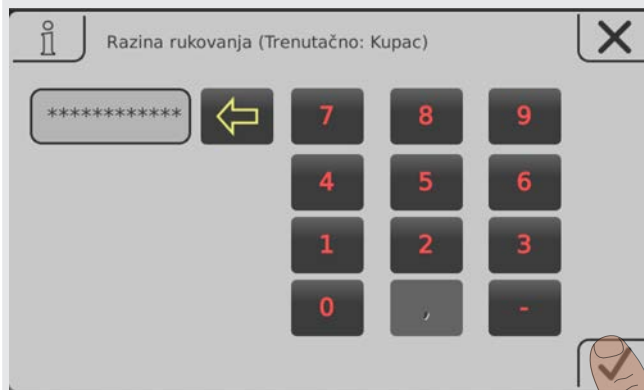 Razina rukovanja (Trenutačno: Kupac)
************
7 8 9
4 5 6
1 2 3
0 , -